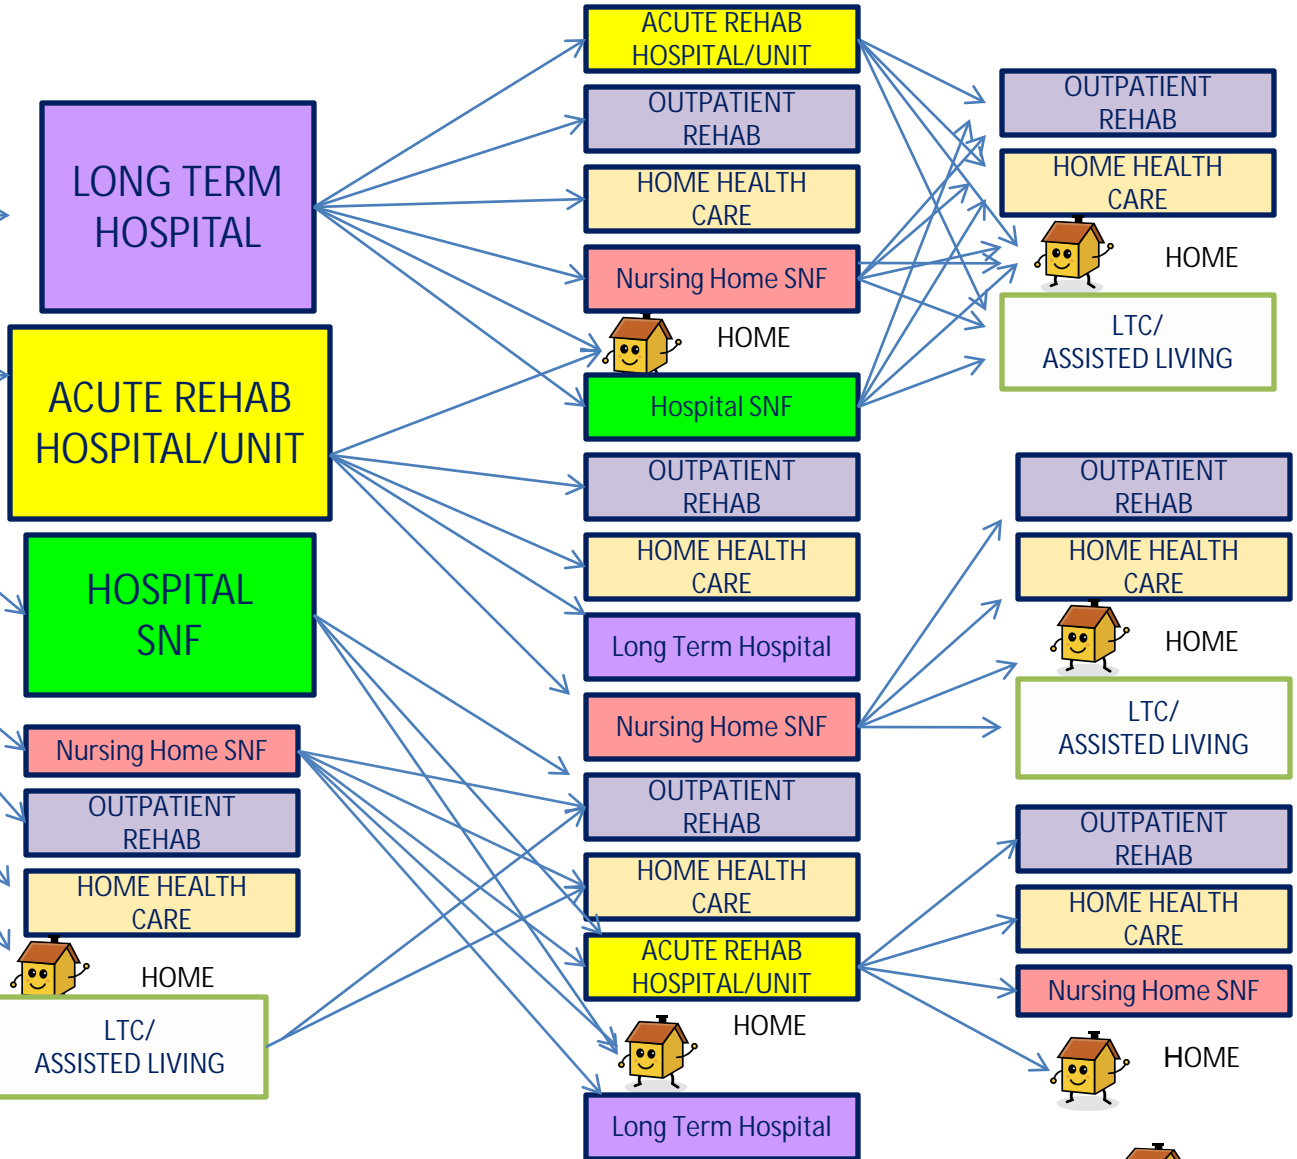 LONG TERM
HOSPITAL
ACUTE REHAB
HOSPITAL/UNIT
HOSPITAL
SNF
Nursing Home SNF
OUTPATIENT
REHAB
HOME HEALTH
CARE
HOME
LTC/
ASSISTED LIVING
ACUTE REHAB
HOSPITAL/UNIT
OUTPATIENT
REHAB
HOME HEALTH
CARE
Nursing Home SNF
HOME
Hospital SNF
OUTPATIENT
REHAB
HOME HEALTH
CARE
Long Term Hospital
Nursing Home SNF
OUTPATIENT
REHAB
HOME HEALTH
CARE
ACUTE REHAB
HOSPITAL/UNIT
HOME
Long Term Hospital
OUTPATIENT
REHAB
HOME HEALTH
CARE
HOME
LTC/
ASSISTED LIVING
OUTPATIENT
REHAB
HOME HEALTH
CARE
HOME
LTC/
ASSISTED LIVING
OUTPATIENT
REHAB
HOME HEALTH
CARE
Nursing Home SNF
HOME